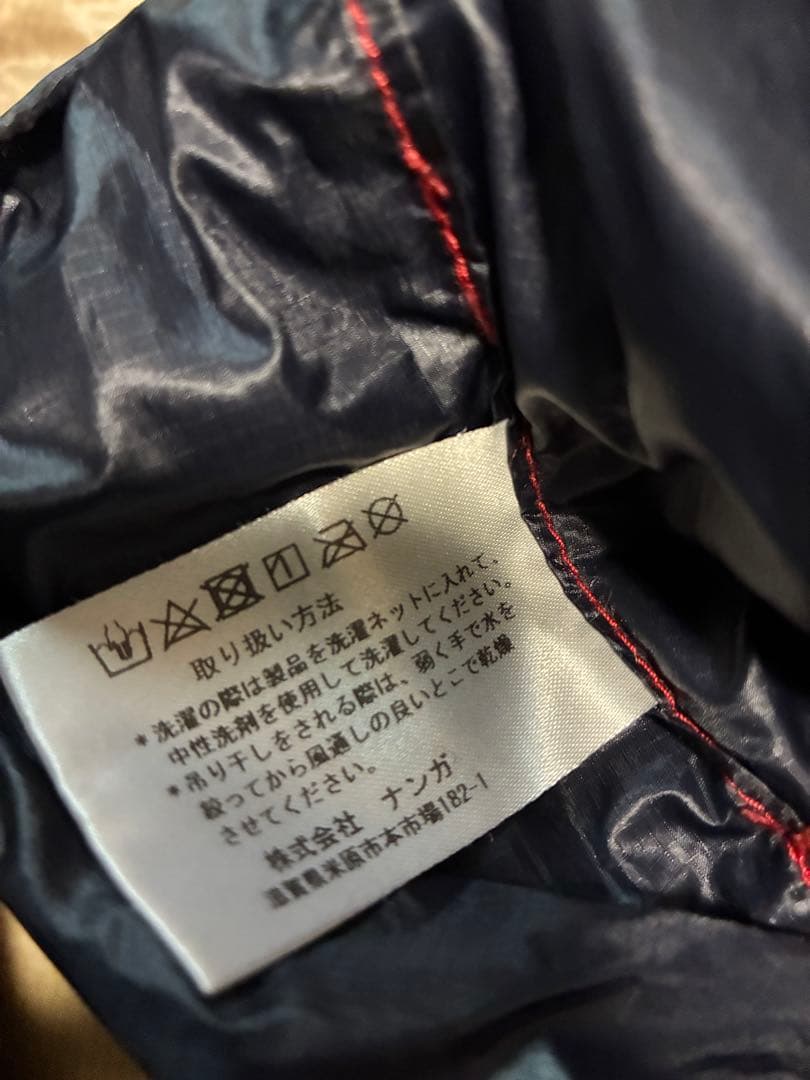 取り扱い方法
*洗濯の際は製品を洗濯ネットに入れて、
中性洗剤を使用して洗濯してください。
*吊り干しをされる際は、弱く手で水を
絞ってから風通しの良いとこで乾燥
させてください。
株式会社 ナンガ
滋賀県米原市本市場182-1